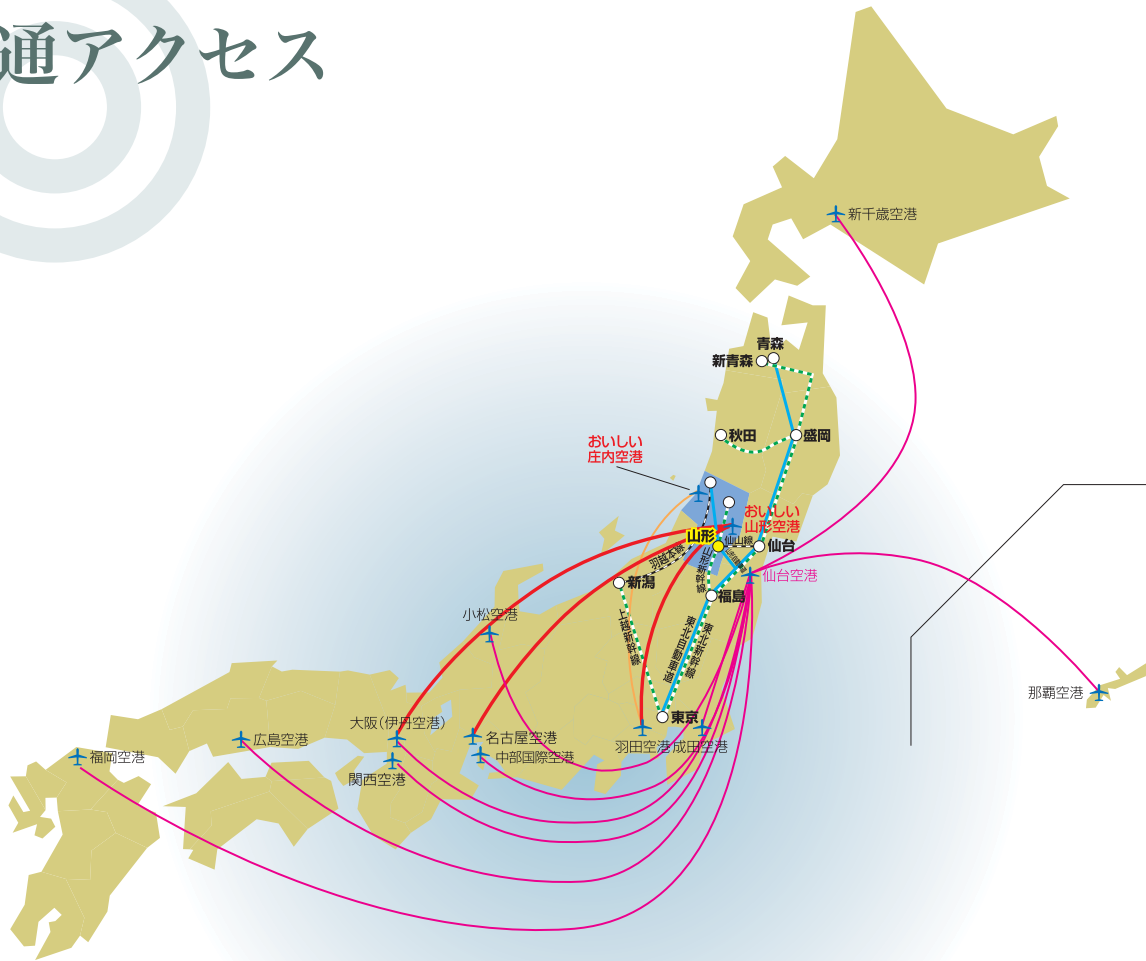 通アクセス
新千歳空港
青森
新青森
秋田
盛岡
おいしい
庄内空港
おいしい
山形空港
山形
仙山線
仙台
羽越本線
山形新幹線
仙台空港
新潟
福島
小松空港
上越新幹線
東北自動車道
東北新幹線
那覇空港
東京
大阪(伊丹空港)
名古屋空港
羽田空港
成田空港
広島空港
中部国際空港
福岡空港
関西空港